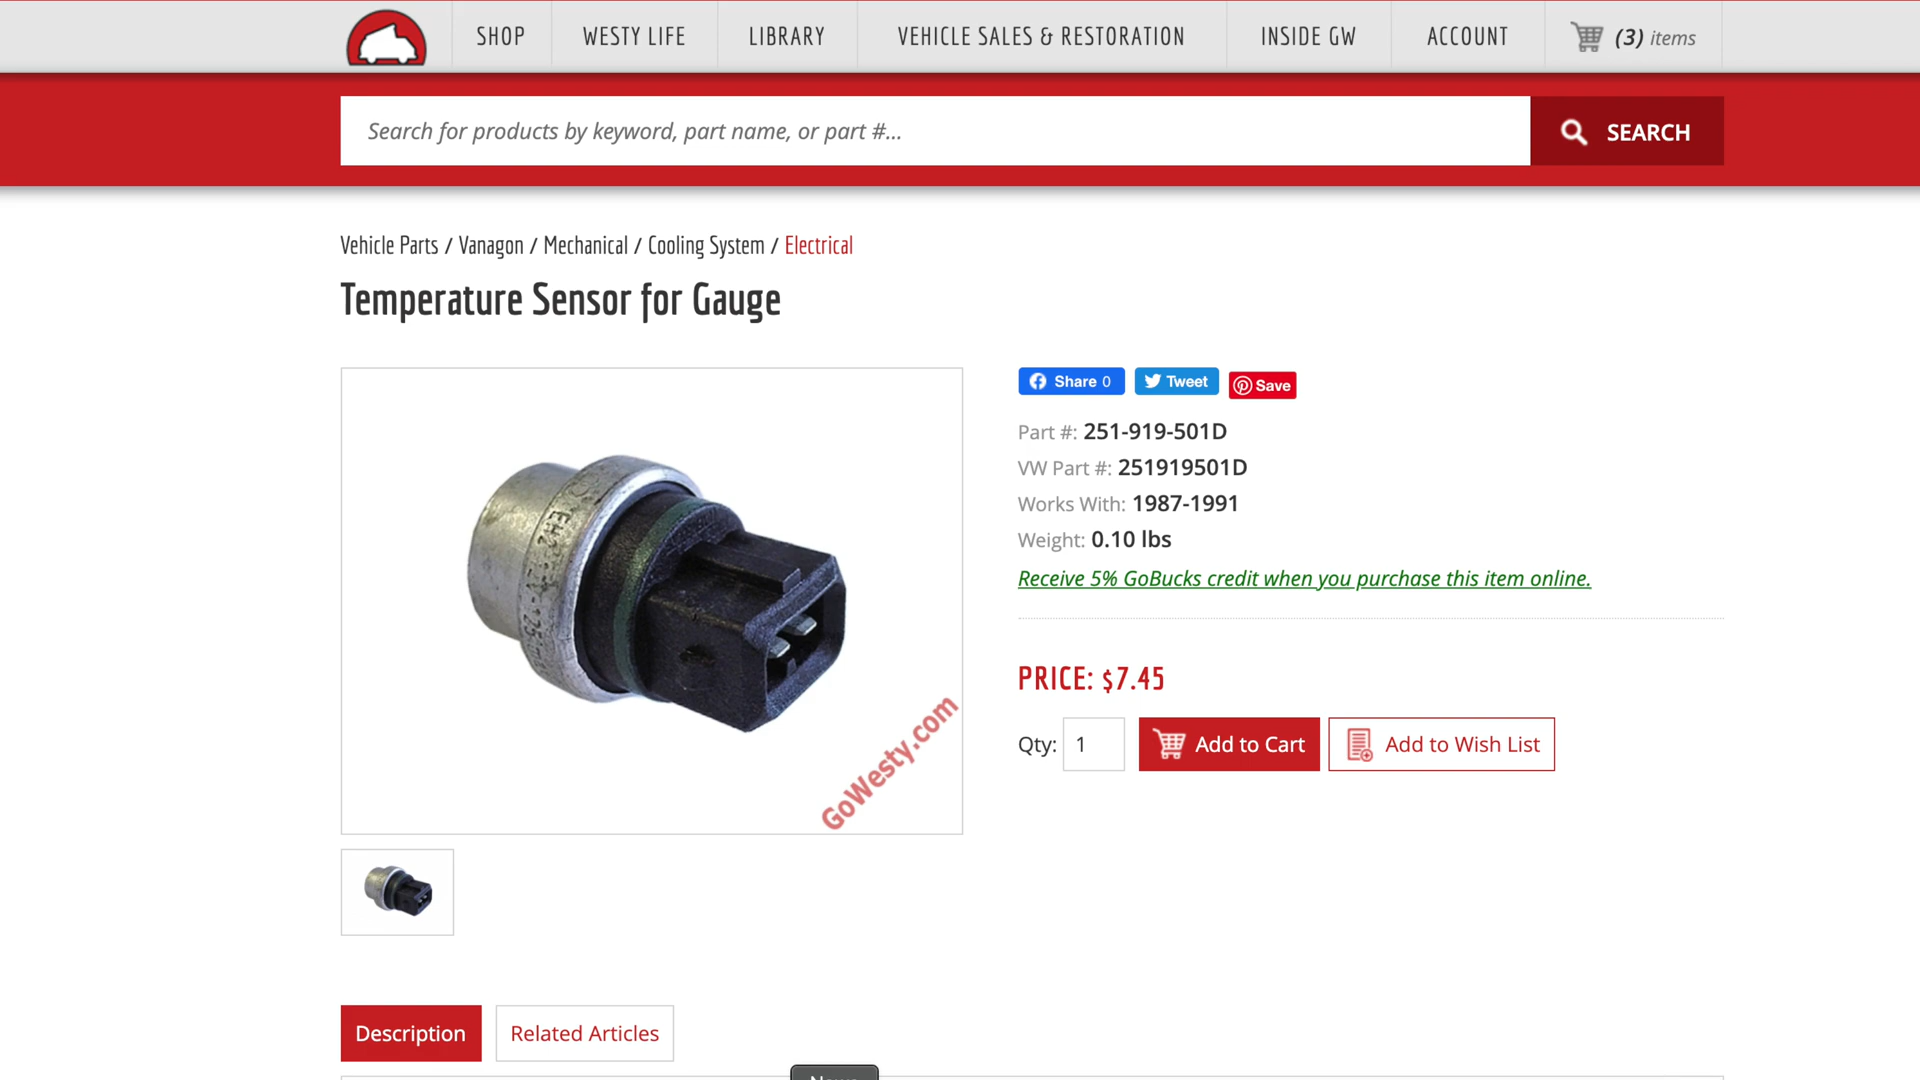 SHOP
WESTY LIFE
LIBRARY
VEHICLE SALES & RESTORATION
INSIDE GW
ACCOUNT
(3) items
Search for products by keyword, part name, or part #...
SEARCH
Vehicle Parts / Vanagon / Mechanical / Cooling System / Electrical
Temperature Sensor for Gauge
Share 0
Tweet
Save
Part #: 251-919-501D
VW Part #: 251919501D
Works With: 1987-1991
Weight: 0.10 lbs
Receive 5% GoBucks credit when you purchase this item online.
PRICE: $7.45
Qty: 1
Add to Cart
Add to Wish List
GoWesty.com
Description
Related Articles